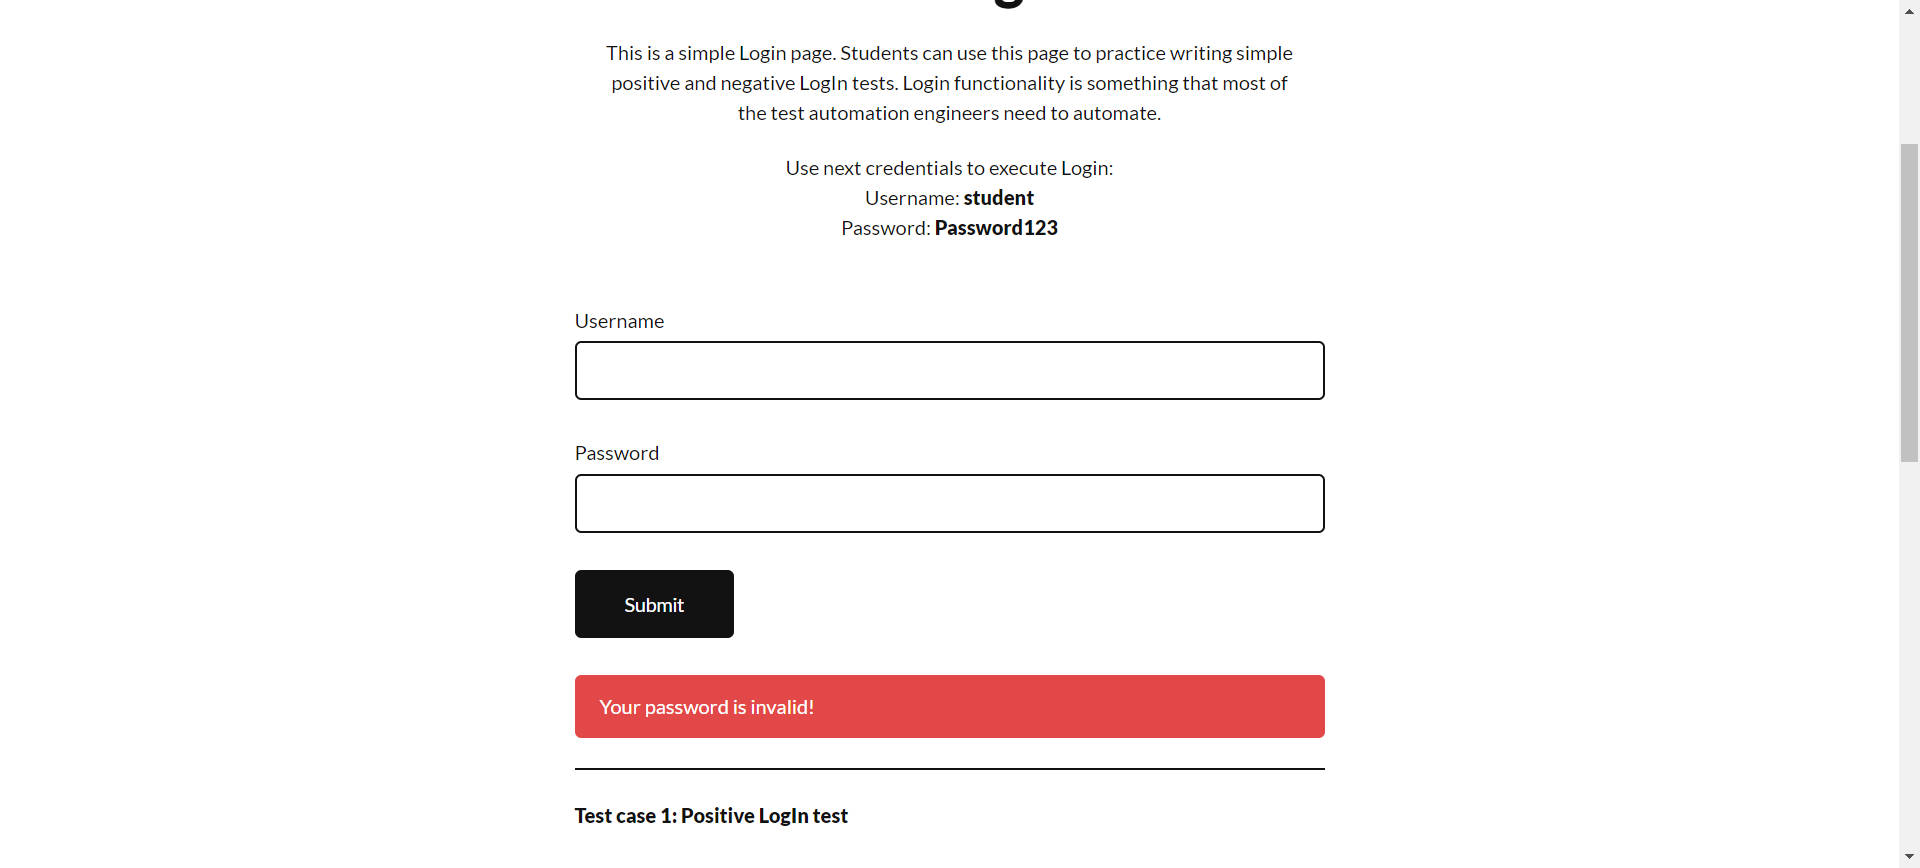 This is a simple Login page. Students can use this page to practice writing simple
positive and negative LogIn tests. Login functionality is something that most of
the test automation engineers need to automate.
Use next credentials to execute Login:
Username: student
Password: Password123
Username
Password
Submit
Your password is invalid!
Test case 1: Positive LogIn test